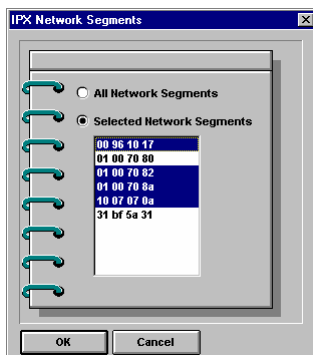 IPX Network Segments
All Network Segments
Selected Network Segments
00 96 10 17
01 00 70 80
01 00 70 82
01 00 70 8a
10 07 07 0a
31 bf 5a 31
OK
Cancel